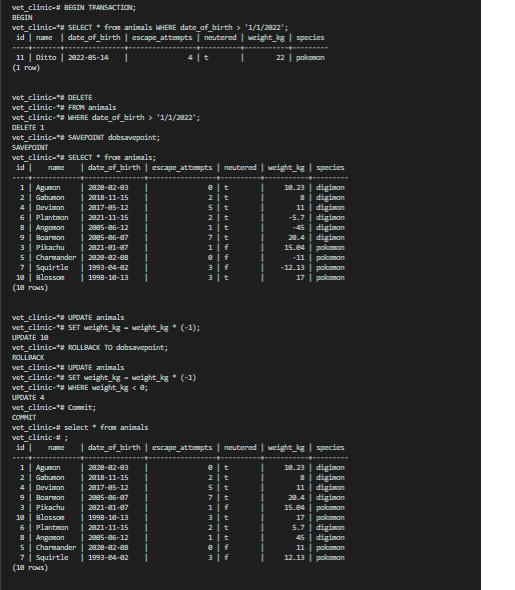 vet_clinic=# BEGIN TRANSACTION;
BEGIN
vet_clinic=*# SELECT * from animals WHERE date_of_birth > '1/1/2022';
 id | name  | date_of_birth | escape_attempts | neutered | weight_kg | species
----+-------+---------------+-----------------+----------+-----------+---------
 11 | Ditto | 2022-05-14    |               4 | t        |        22 | pokemon
(1 row)

vet_clinic=*# DELETE
vet_clinic-*# FROM animals
vet_clinic-*# WHERE date_of_birth > '1/1/2022';
DELETE 1
vet_clinic=*# SAVEPOINT dobsavepoint;
SAVEPOINT
vet_clinic=*# SELECT * from animals;
 id |    name    | date_of_birth | escape_attempts | neutered | weight_kg | species
----+------------+---------------+-----------------+----------+-----------+---------
  1 | Agumon     | 2020-02-03    |               0 | t        |     10.23 | digimon
  2 | Gabumon    | 2018-11-15    |               2 | t        |         8 | digimon
  4 | Devimon    | 2017-05-12    |               5 | t        |        11 | digimon
  6 | Plantmon   | 2021-11-15    |               2 | t        |      -5.7 | digimon
  8 | Angemon    | 2005-06-12    |               1 | t        |       -45 | digimon
  9 | Boarmon    | 2005-06-07    |               7 | t        |      20.4 | digimon
  3 | Pikachu    | 2021-01-07    |               1 | f        |     15.04 | pokemon
  5 | Charmander | 2020-02-08    |               0 | f        |       -11 | pokemon
  7 | Squirtle   | 1993-04-02    |               3 | f        |    -12.13 | pokemon
 10 | Blossom    | 1998-10-13    |               3 | t        |        17 | pokemon
(10 rows)

vet_clinic=*# UPDATE animals
vet_clinic-*# SET weight_kg = weight_kg * (-1);
UPDATE 10
vet_clinic=*# ROLLBACK TO dobsavepoint;
ROLLBACK
vet_clinic=*# UPDATE animals
vet_clinic-*# SET weight_kg = weight_kg * (-1)
vet_clinic-*# WHERE weight_kg < 0;
UPDATE 4
vet_clinic=*# Commit;
COMMIT
vet_clinic=# select * from animals
vet_clinic-# ;
 id |    name    | date_of_birth | escape_attempts | neutered | weight_kg | species
----+------------+---------------+-----------------+----------+-----------+---------
  1 | Agumon     | 2020-02-03    |               0 | t        |     10.23 | digimon
  2 | Gabumon    | 2018-11-15    |               2 | t        |         8 | digimon
  4 | Devimon    | 2017-05-12    |               5 | t        |        11 | digimon
  9 | Boarmon    | 2005-06-07    |               7 | t        |      20.4 | digimon
  3 | Pikachu    | 2021-01-07    |               1 | f        |     15.04 | pokemon
 10 | Blossom    | 1998-10-13    |               3 | t        |        17 | pokemon
  6 | Plantmon   | 2021-11-15    |               2 | t        |       5.7 | digimon
  8 | Angemon    | 2005-06-12    |               1 | t        |        45 | digimon
  5 | Charmander | 2020-02-08    |               0 | f        |        11 | pokemon
  7 | Squirtle   | 1993-04-02    |               3 | f        |     12.13 | pokemon
(10 rows)